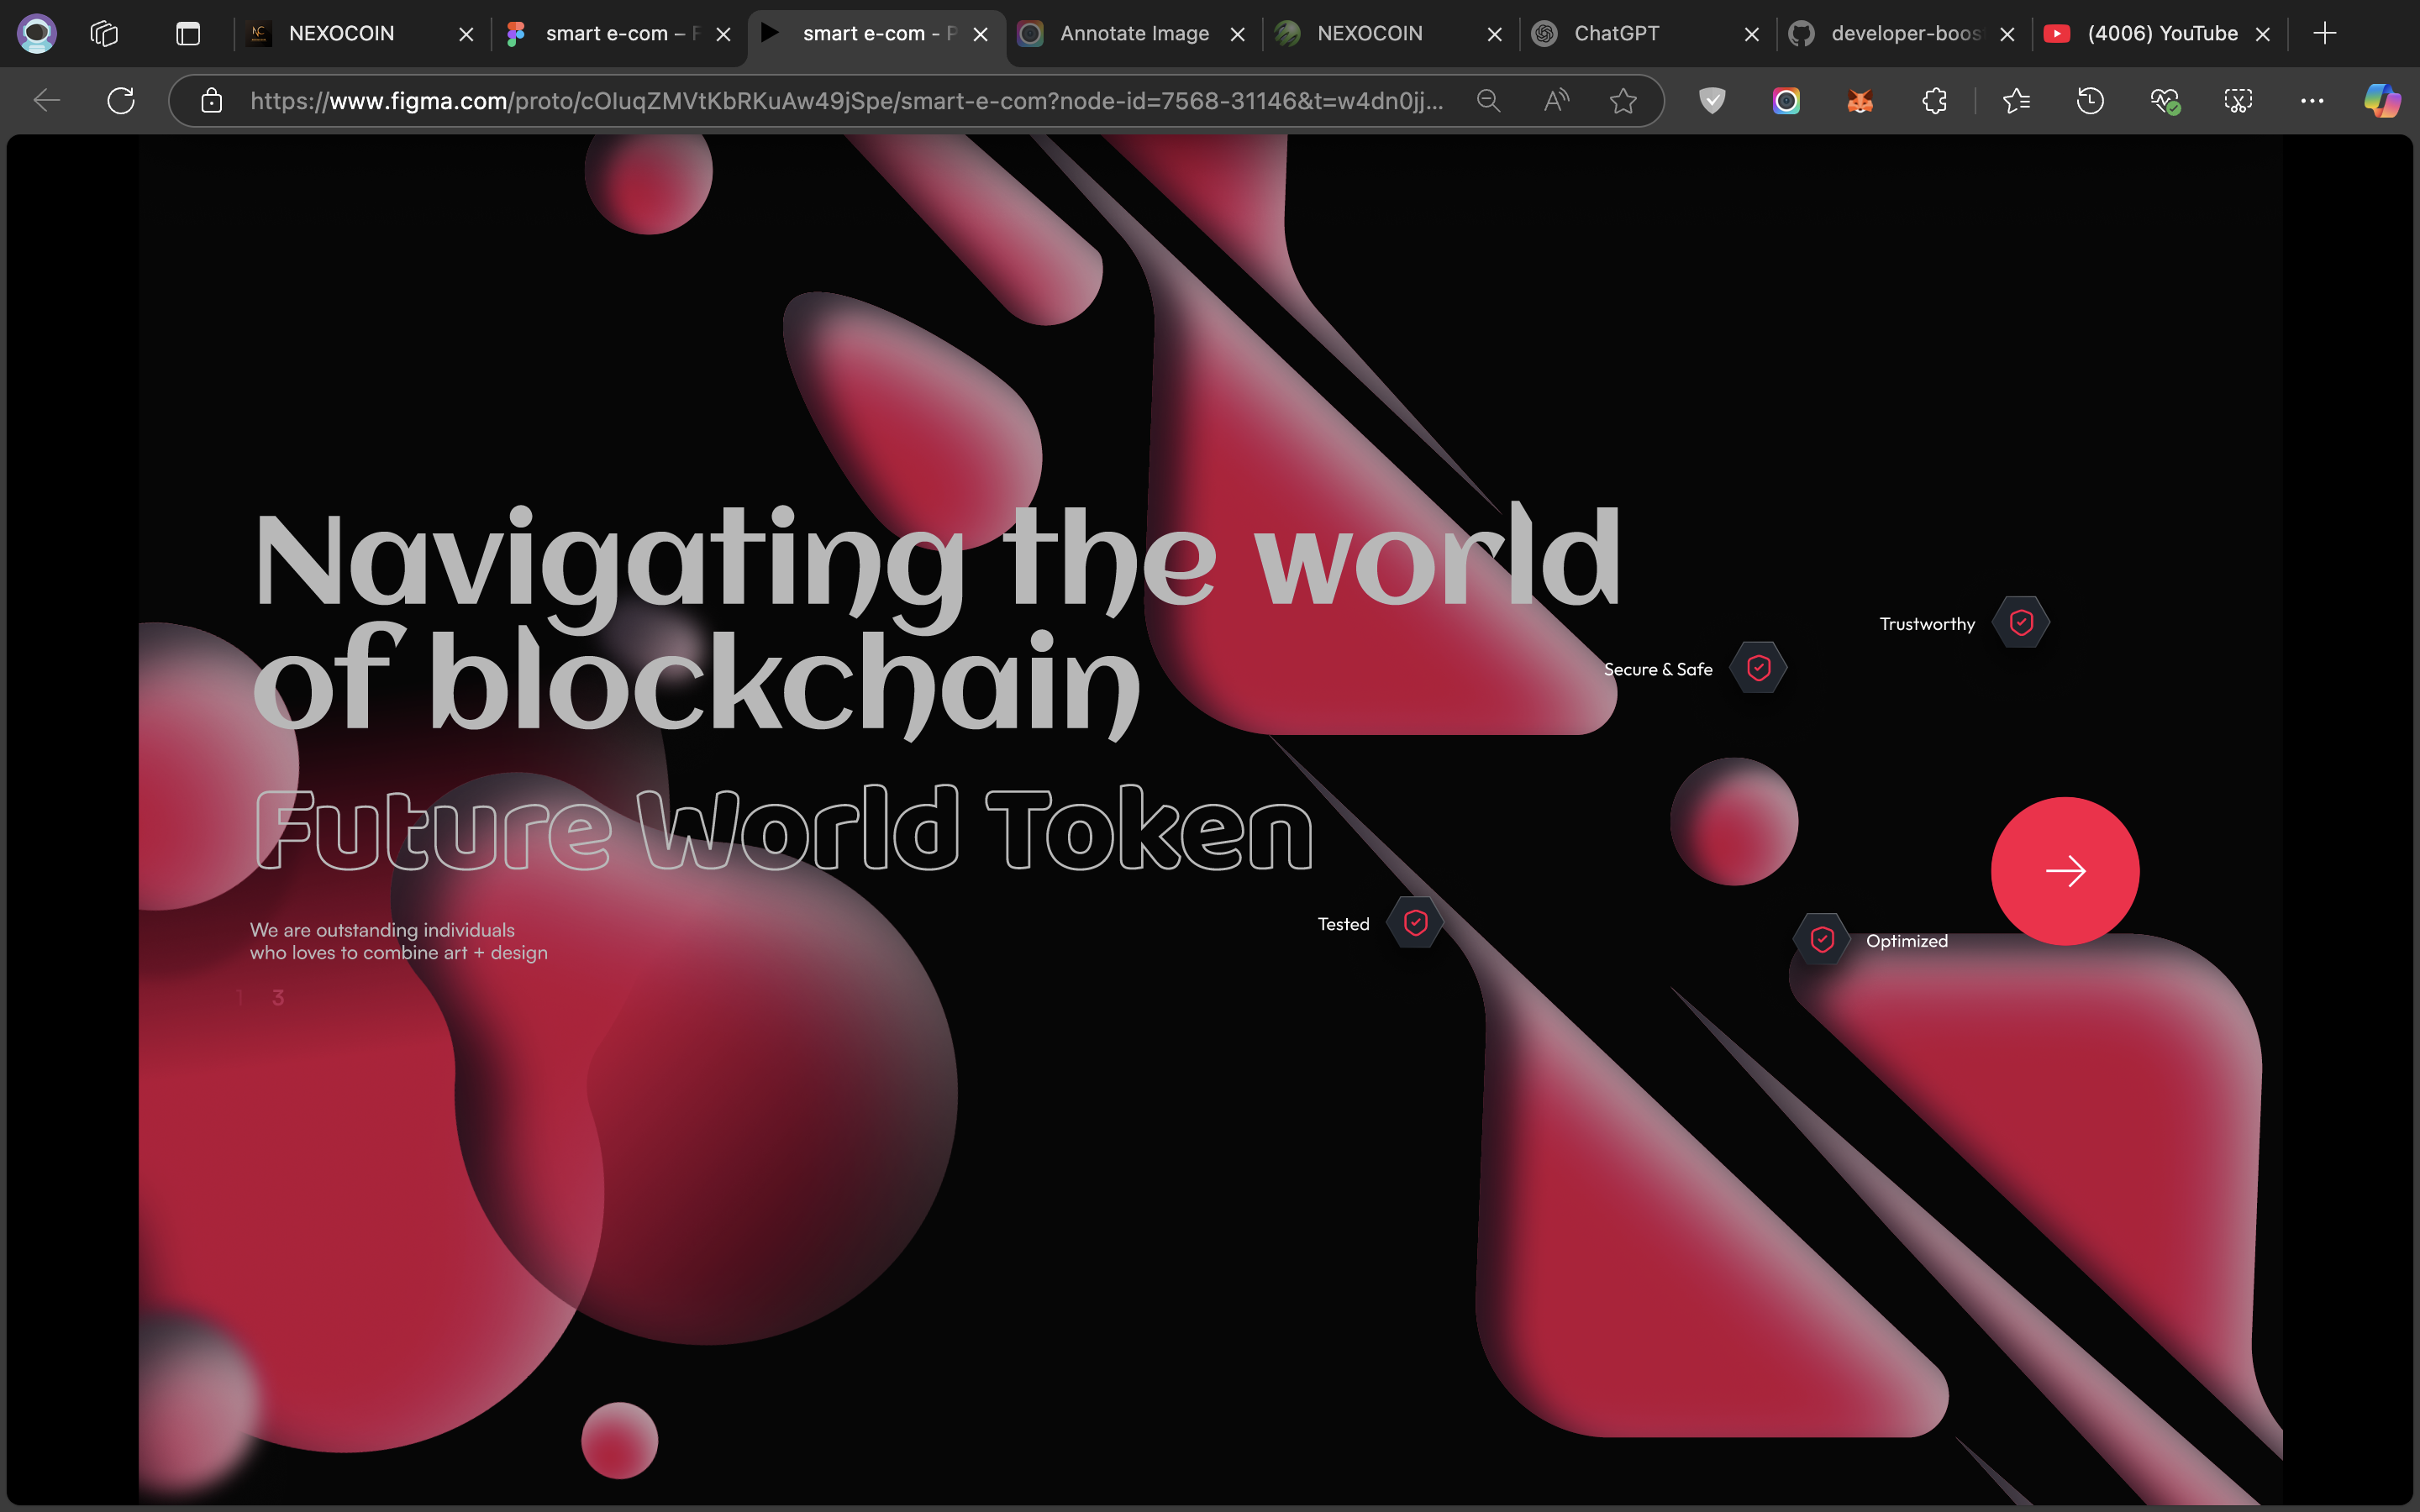 NEXOCOIN
smart e-com –
smart e-com -
Annotate Image
NEXOCOIN
ChatGPT
developer-boos
(4006) YouTube
https://www.figma.com/proto/cOIuqZMVtKbRKuAw49jSpe/smart-e-com?node-id=7568-31146&t=w4dn0jj...
Navigating the world
of blockchain
Future World Token
Trustworthy
Secure & Safe
Tested
Optimized
We are outstanding individuals
who loves to combine art + design
1 3